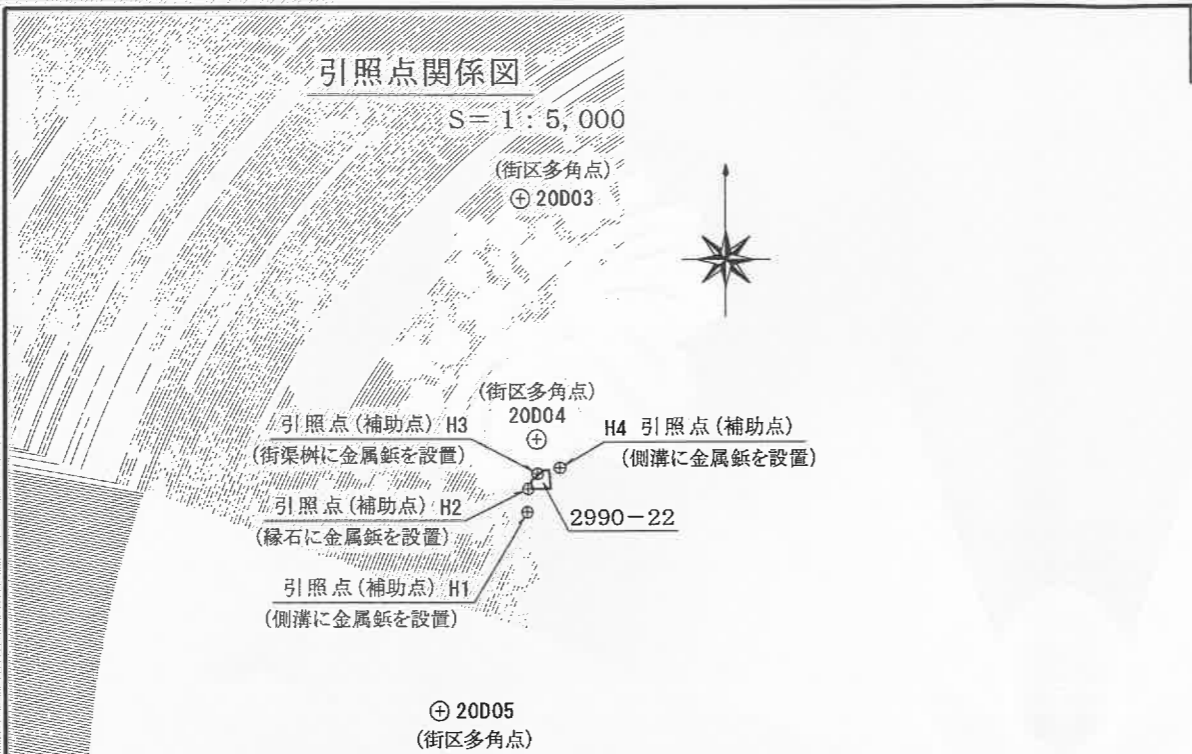 引照点関係図
S=1:5,000
(街区多角点)
20D03
(街区多角点)
20D04
引照点(補助点) H3
(街渠桝に金属鋲を設置)
H4 引照点(補助点)
(側溝に金属鋲を設置)
引照点(補助点) H2
(縁石に金属鋲を設置)
2990-22
引照点(補助点) H1
(側溝に金属鋲を設置)
20D05
(街区多角点)